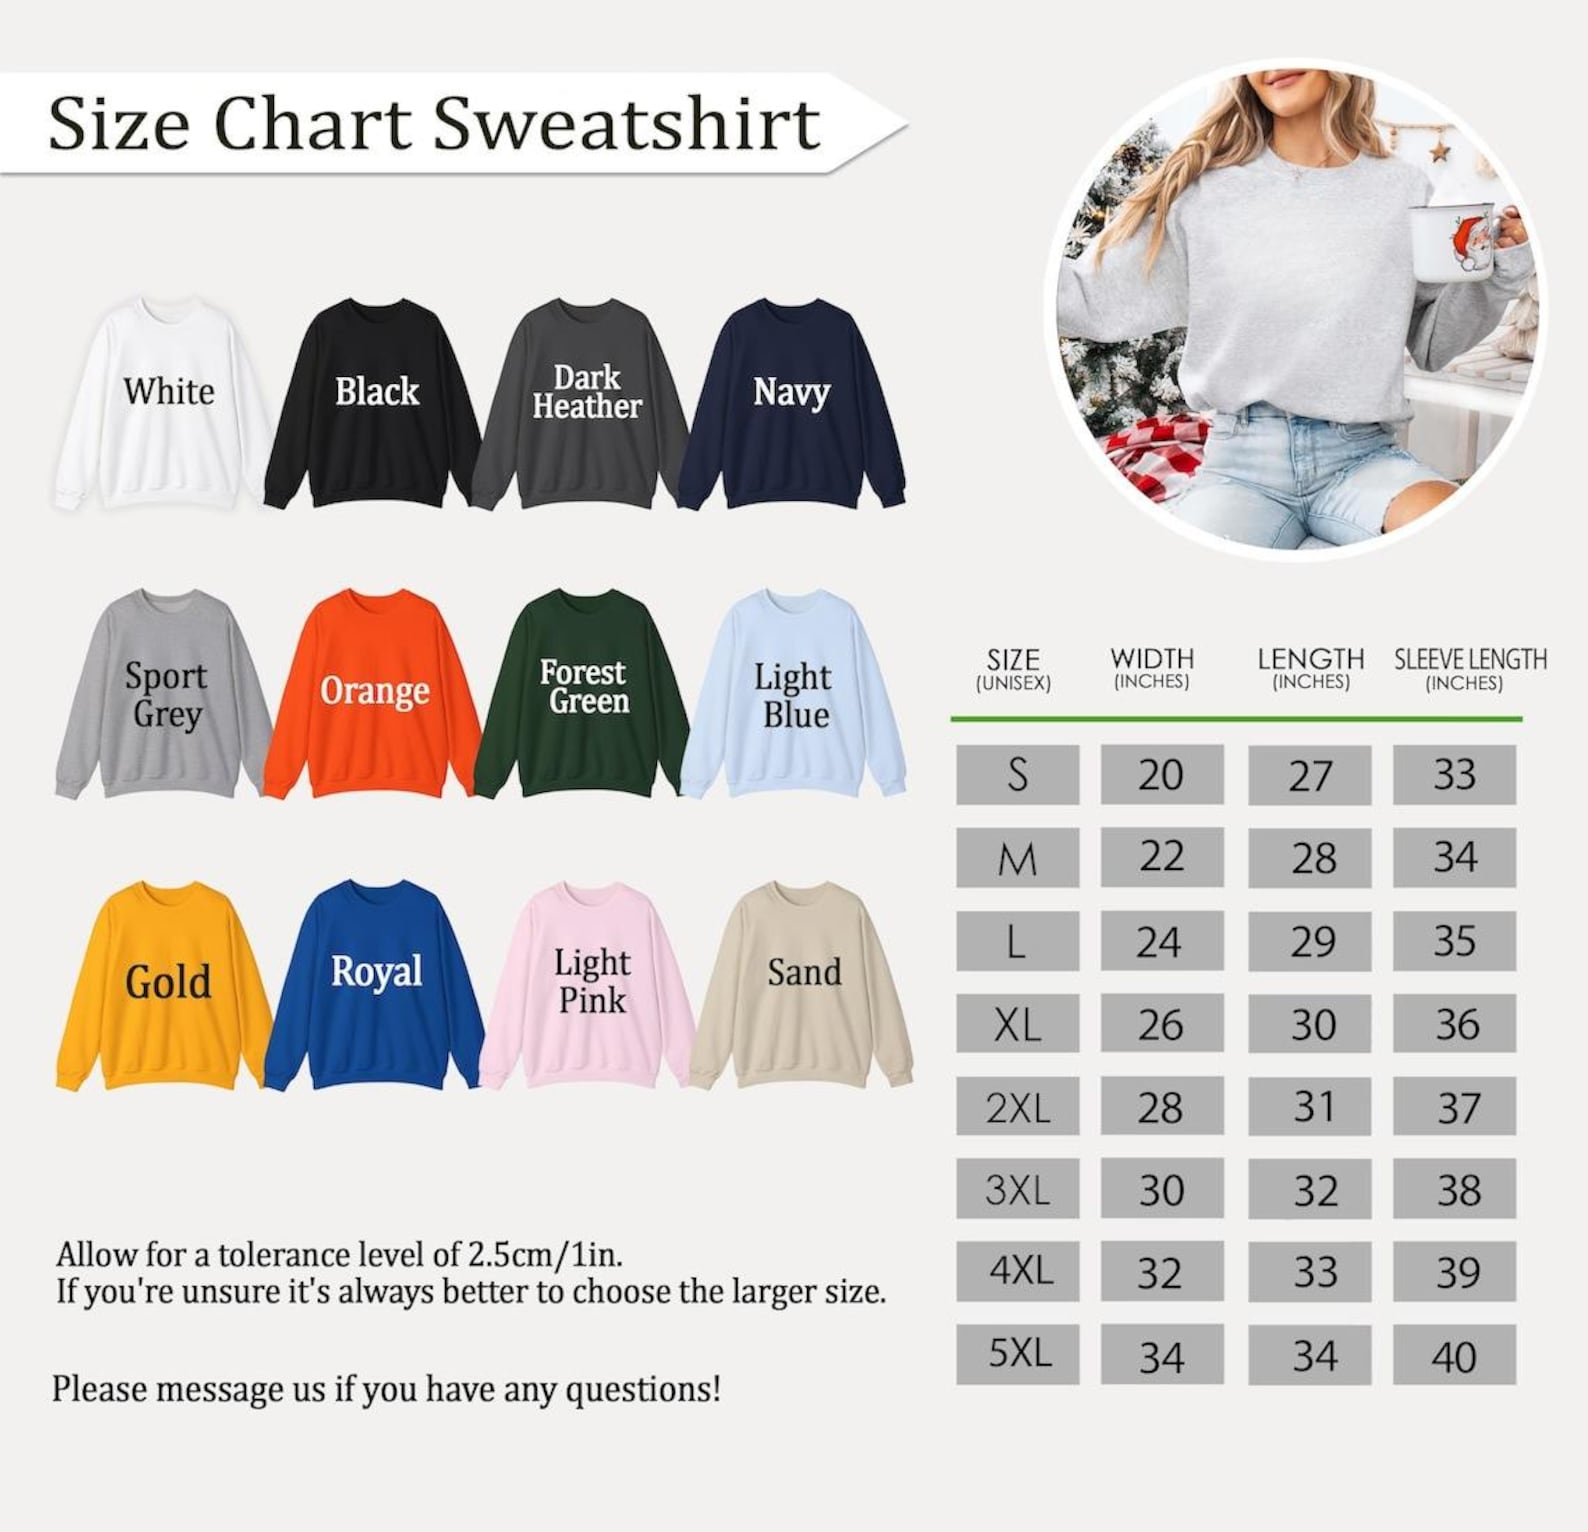 Size Chart Sweatshirt
White
Black
Dark
Heather
Navy
Sport
Grey
Orange
Forest
Green
Light
Blue
Gold
Royal
Light
Pink
Sand
Allow for a tolerance level of 2.5cm/1in.
If you're unsure it's always better to choose the larger size.
Please message us if you have any questions!
SIZE WIDTH LENGTH SLEEVE LENGTH
(UNISEX) (INCHES) (INCHES) (INCHES)
S 20 27 33
M 22 28 34
L 24 29 35
XL 26 30 36
2XL 28 31 37
3XL 30 32 38
4XL 32 33 39
5XL 34 34 40